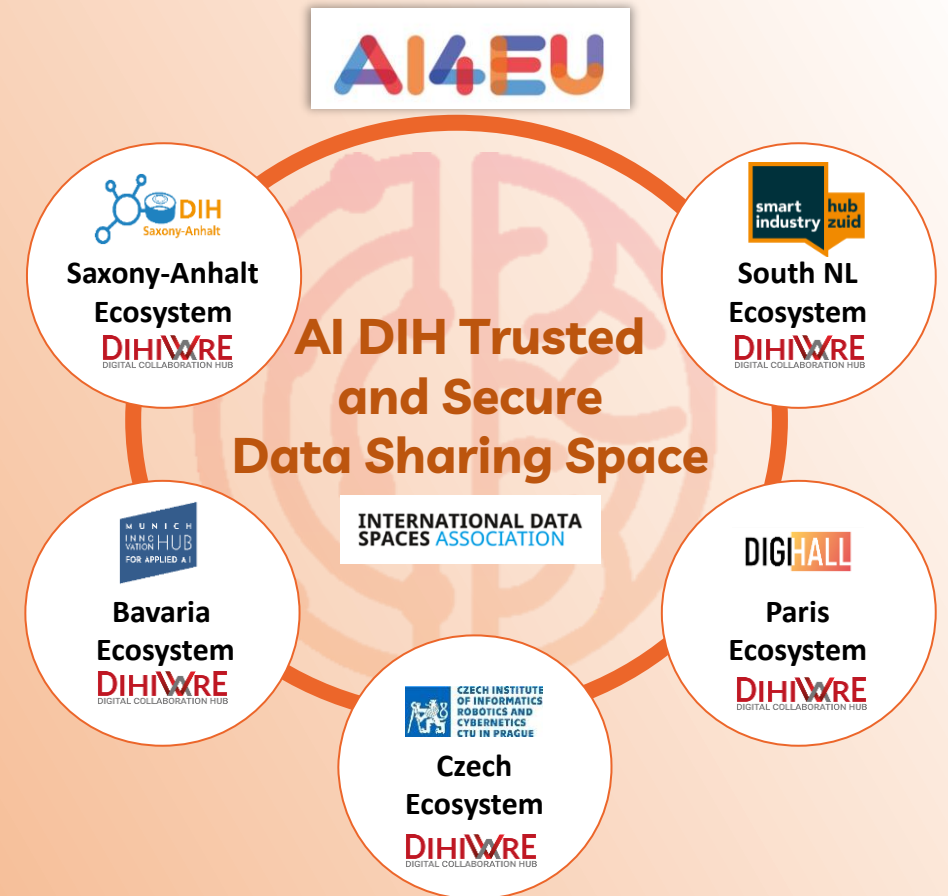 AI4EU
DIH
Saxony-Anhalt
Saxony-Anhalt
Ecosystem
DIHIWARE
DIGITAL COLLABORATION HUB
smart hub
industry zuid
South NL
Ecosystem
DIHIWARE
DIGITAL COLLABORATION HUB
AI DIH Trusted
and Secure
Data Sharing Space
INTERNATIONAL DATA
SPACES ASSOCIATION
MUNICH
INNO
VATION HUB
FOR APPLIED AI
Bavaria
Ecosystem
DIHIWARE
DIGITAL COLLABORATION HUB
DIGIHALL
Paris
Ecosystem
DIHIWARE
DIGITAL COLLABORATION HUB
CZECH INSTITUTE
OF INFORMATICS
ROBOTICS AND
CYBERNETICS
CTU IN PRAGUE
Czech
Ecosystem
DIHIWARE
DIGITAL COLLABORATION HUB